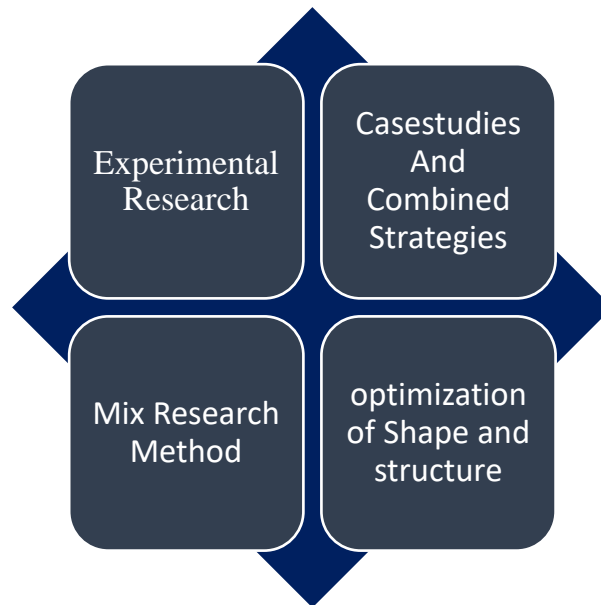 Experimental
Research
Casestudies
And
Combined
Strategies
Mix Research
Method
optimization
of Shape and
structure